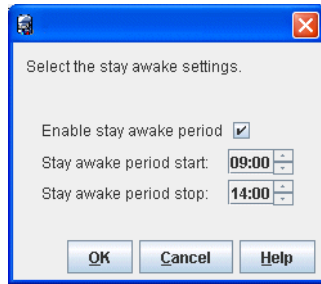 Select the stay awake settings.
Enable stay awake period
Stay awake period start: 09:00
Stay awake period stop: 14:00
OK Cancel Help